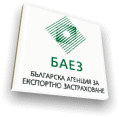 БАЕЗ
БЪЛГАРСКА АГЕНЦИЯ ЗА
ЕКСПОРТНО ЗАСТРАХОВАНЕ